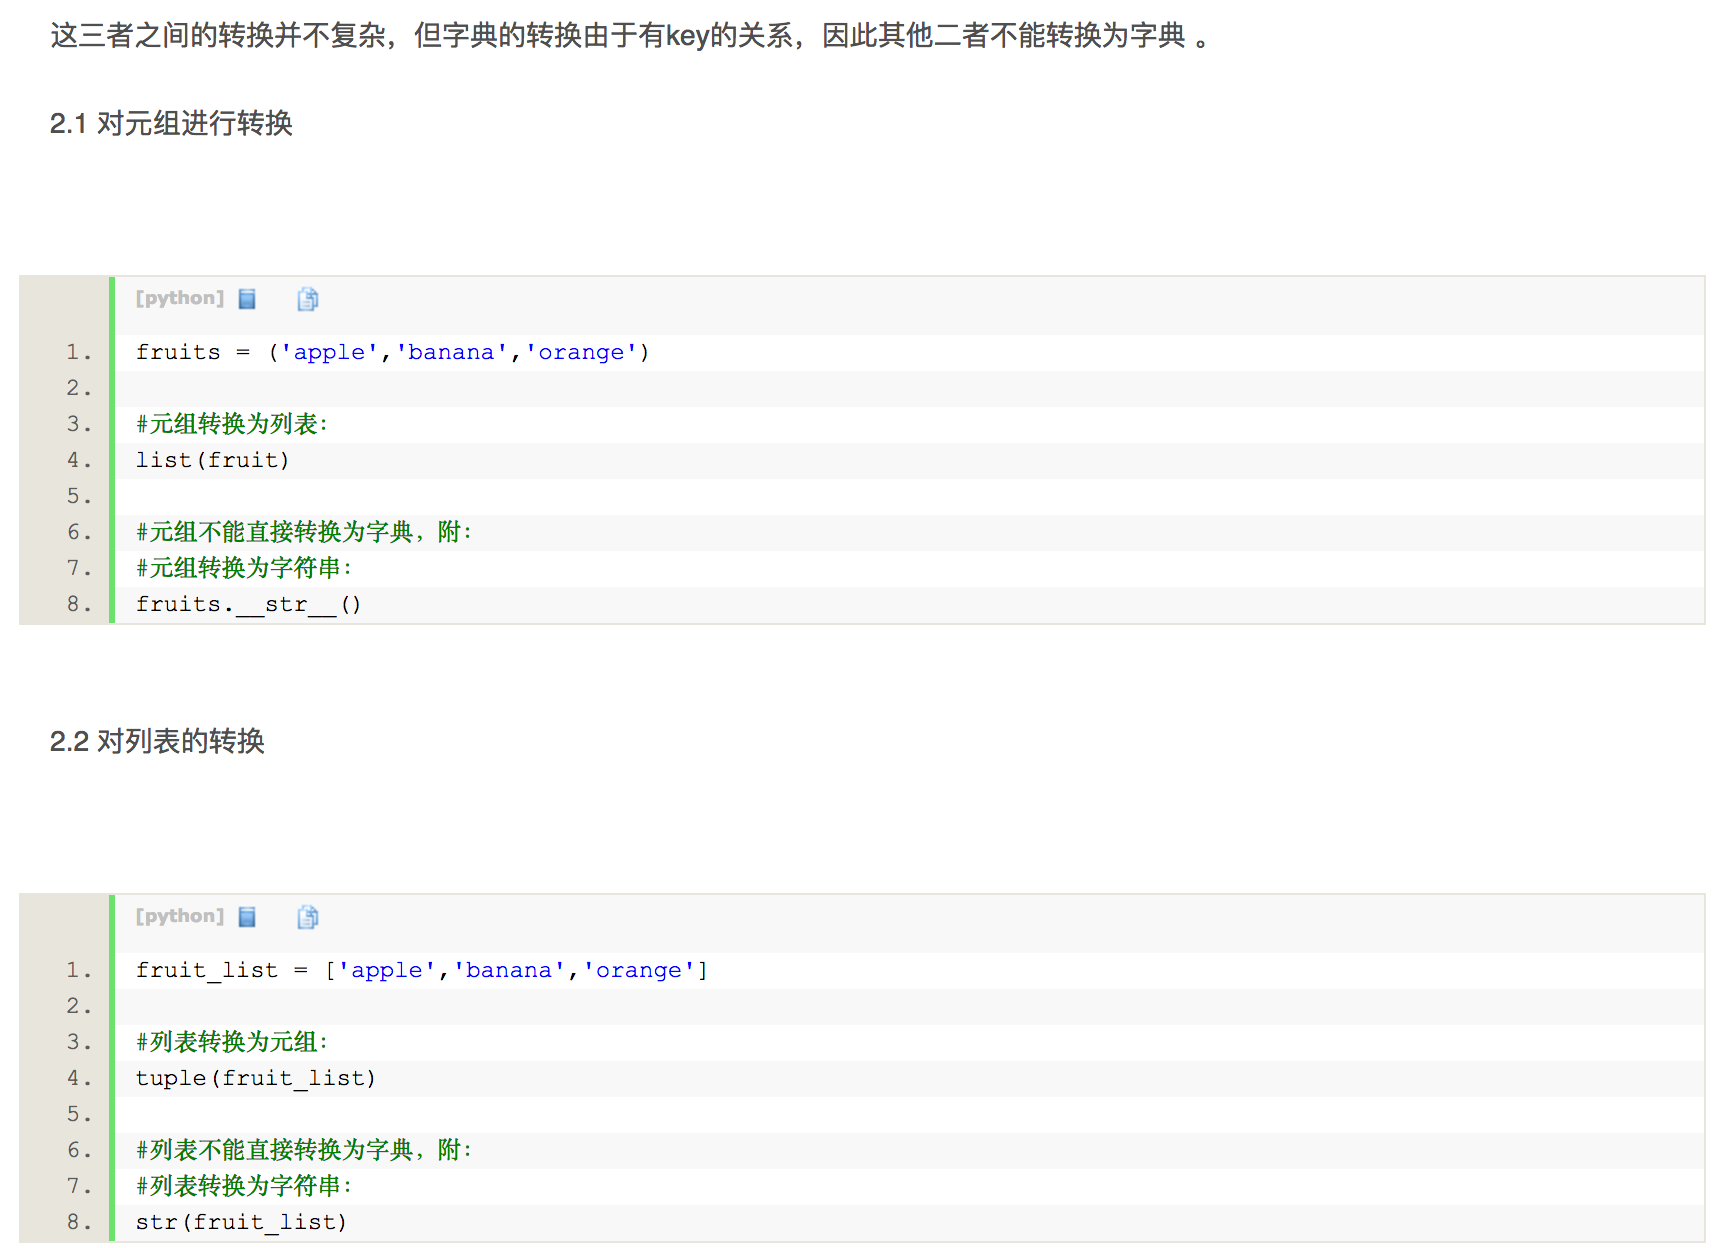 这三者之间的转换并不复杂，但字典的转换由于有key的关系，因此其他二者不能转换为字典 。
2.1 对元组进行转换
[python]
1. fruits = ('apple','banana','orange')
2.
3. #元组转换为列表：
4. list(fruit)
5.
6. #元组不能直接转换为字典，附：
7. #元组转换为字符串：
8. fruits.__str__()
2.2 对列表的转换
[python]
1. fruit_list = ['apple','banana','orange']
2.
3. #列表转换为元组：
4. tuple(fruit_list)
5.
6. #列表不能直接转换为字典，附：
7. #列表转换为字符串：
8. str(fruit_list)